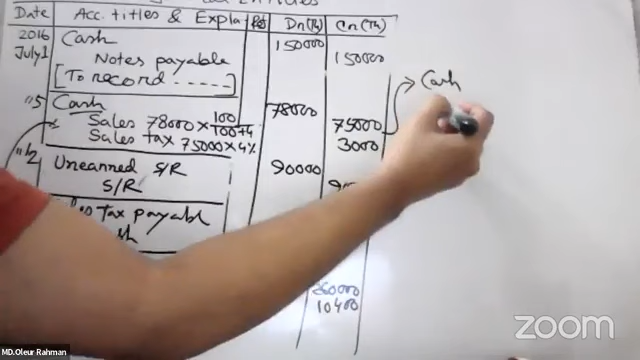 Date Acc. titles & Expla Ref Dr(Tk) Cr(Tk)
2016 Cash 150000
July 1 Notes payable 150000
[To record - - - - -]
"5 Cash 78000
Sales 78000 × 100/100+4 75000
Sales tax 75000 × 4% 3000
→ Cash
Unearned S/R 90000
S/R
Tax payable
10400
MD.Oleur Rahman
zoom